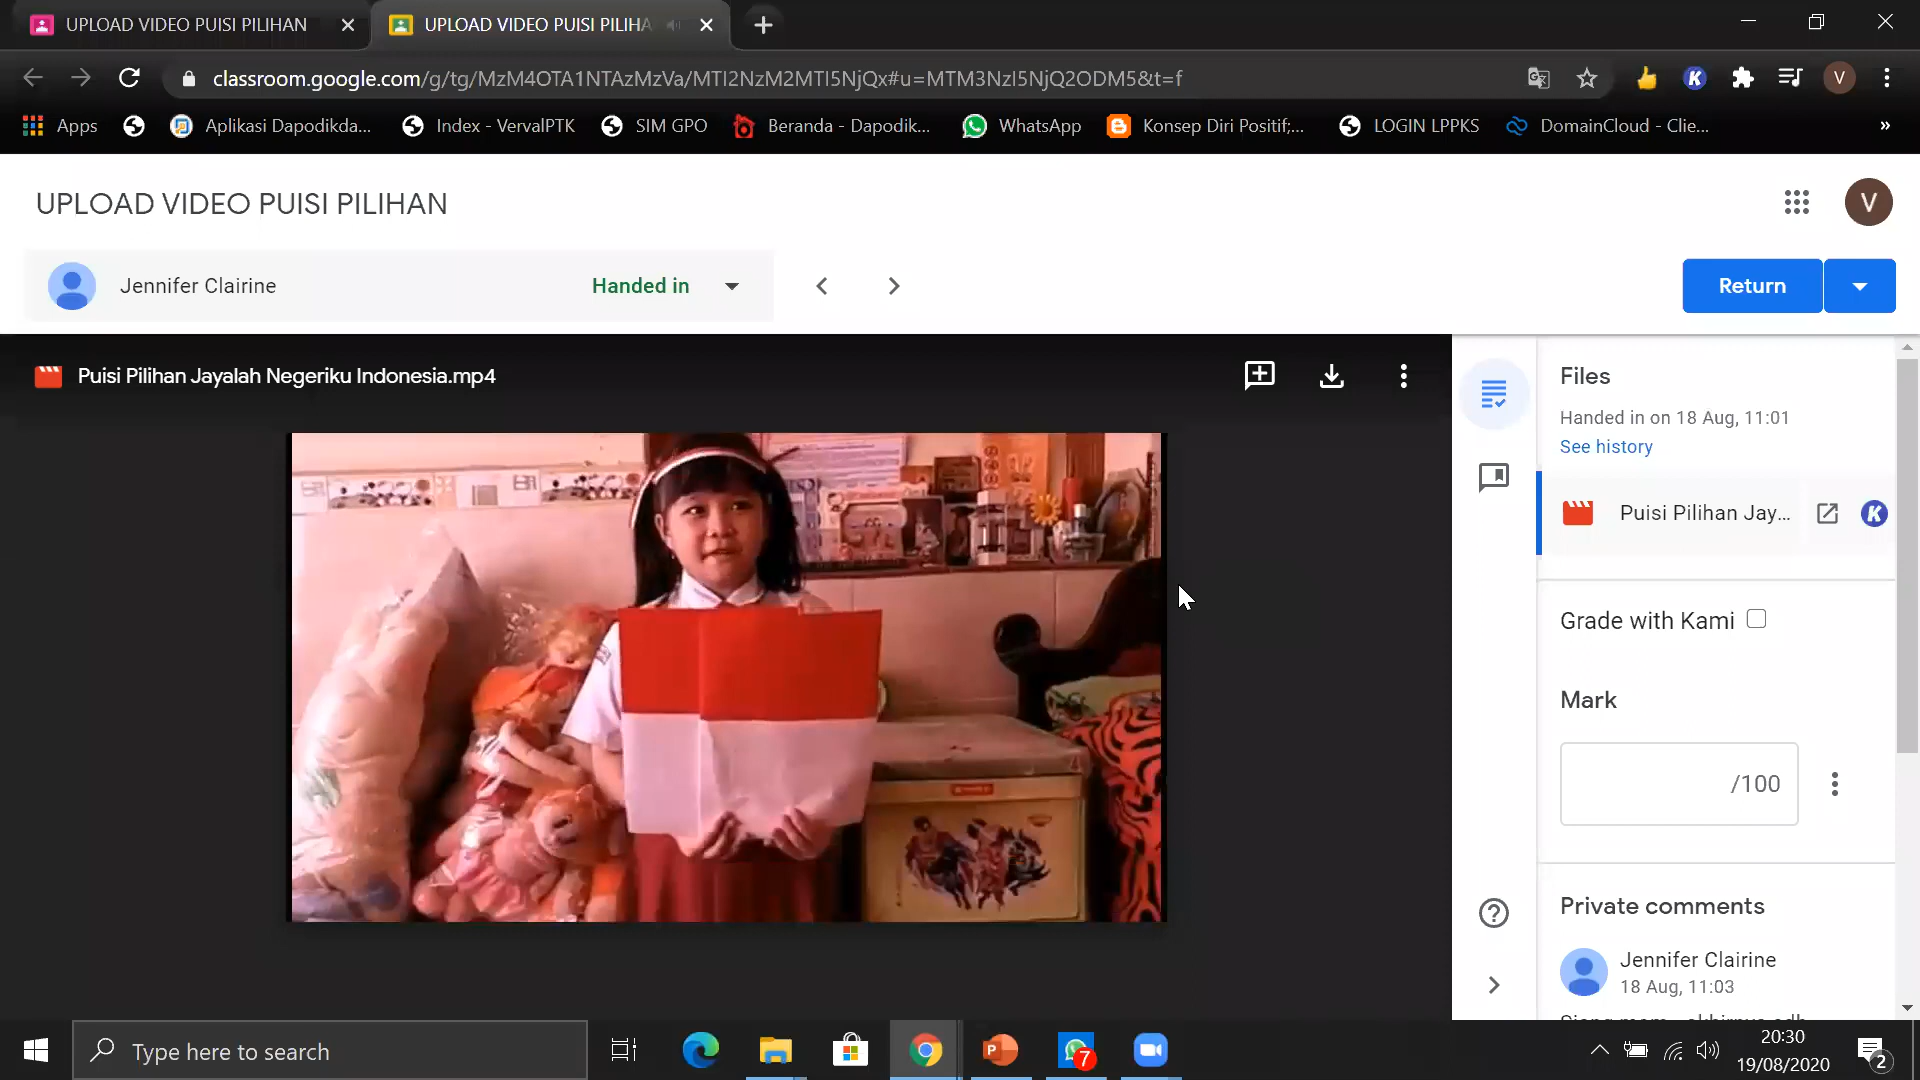 UPLOAD VIDEO PUISI PILIHAN
UPLOAD VIDEO PUISI PILIHA
classroom.google.com/g/tg/MzM4OTA1NTAzMzVa/MTI2NzM2MTI5NjQx#u=MTM3NzI5NjQ2ODM5&t=f
V
Apps
Aplikasi Dapodikda...
Index - VervalPTK
SIM GPO
Beranda - Dapodik...
WhatsApp
Konsep Diri Positif;...
LOGIN LPPKS
DomainCloud - Clie...
»
UPLOAD VIDEO PUISI PILIHAN
V
Jennifer Clairine
Handed in
Return
Puisi Pilihan Jayalah Negeriku Indonesia.mp4
Files
Handed in on 18 Aug, 11:01
See history
Puisi Pilihan Jay...
K
Grade with Kami
Mark
/100
Private comments
Jennifer Clairine
18 Aug, 11:03
Type here to search
7
20:30
19/08/2020
2